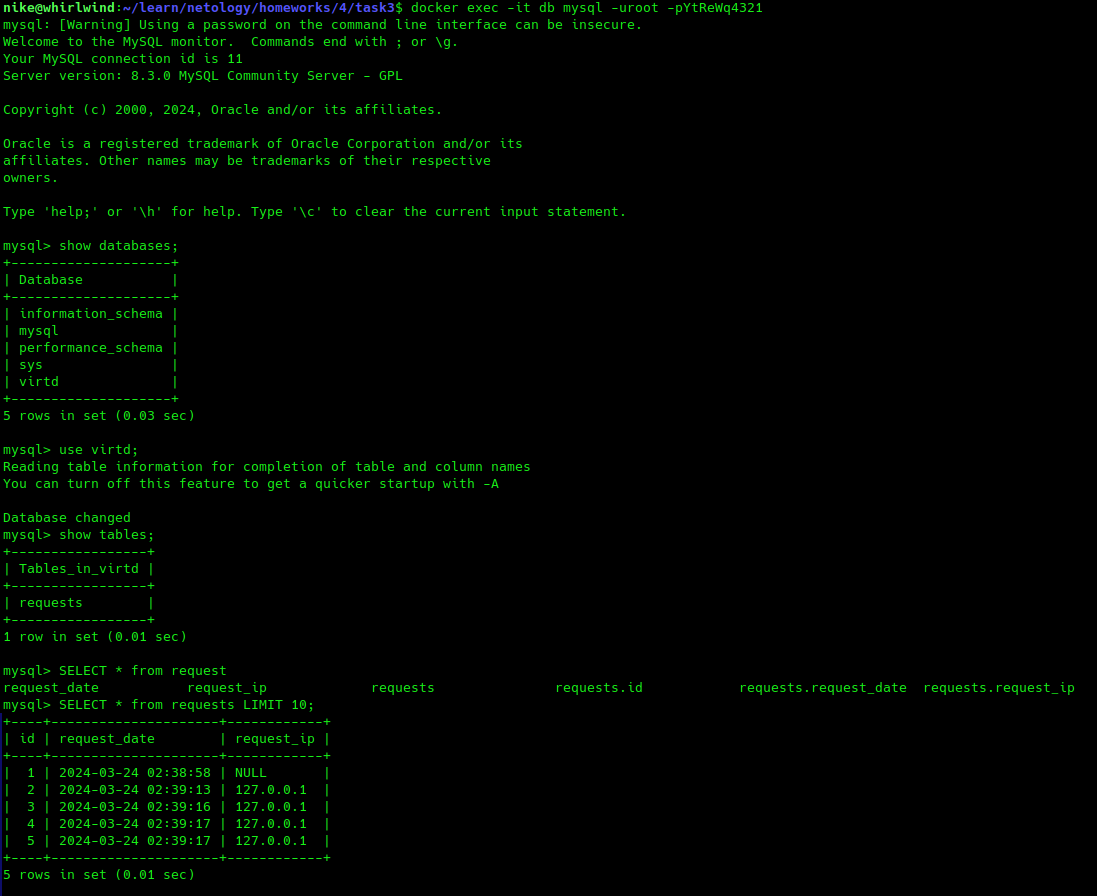 nike@whirlwind:~/learn/netology/homeworks/4/task3$ docker exec -it db mysql -uroot -pYtReWq4321
mysql: [Warning] Using a password on the command line interface can be insecure.
Welcome to the MySQL monitor.  Commands end with ; or \g.
Your MySQL connection id is 11
Server version: 8.3.0 MySQL Community Server - GPL

Copyright (c) 2000, 2024, Oracle and/or its affiliates.

Oracle is a registered trademark of Oracle Corporation and/or its
affiliates. Other names may be trademarks of their respective
owners.

Type 'help;' or '\h' for help. Type '\c' to clear the current input statement.

mysql> show databases;
+--------------------+
| Database           |
+--------------------+
| information_schema |
| mysql              |
| performance_schema |
| sys                |
| virtd              |
+--------------------+
5 rows in set (0.03 sec)

mysql> use virtd;
Reading table information for completion of table and column names
You can turn off this feature to get a quicker startup with -A

Database changed
mysql> show tables;
+-----------------+
| Tables_in_virtd |
+-----------------+
| requests        |
+-----------------+
1 row in set (0.01 sec)

mysql> SELECT * from request
request_date           request_ip             requests               requests.id            requests.request_date  requests.request_ip
mysql> SELECT * from requests LIMIT 10;
+----+---------------------+------------+
| id | request_date        | request_ip |
+----+---------------------+------------+
|  1 | 2024-03-24 02:38:58 | NULL       |
|  2 | 2024-03-24 02:39:13 | 127.0.0.1  |
|  3 | 2024-03-24 02:39:16 | 127.0.0.1  |
|  4 | 2024-03-24 02:39:17 | 127.0.0.1  |
|  5 | 2024-03-24 02:39:17 | 127.0.0.1  |
+----+---------------------+------------+
5 rows in set (0.01 sec)